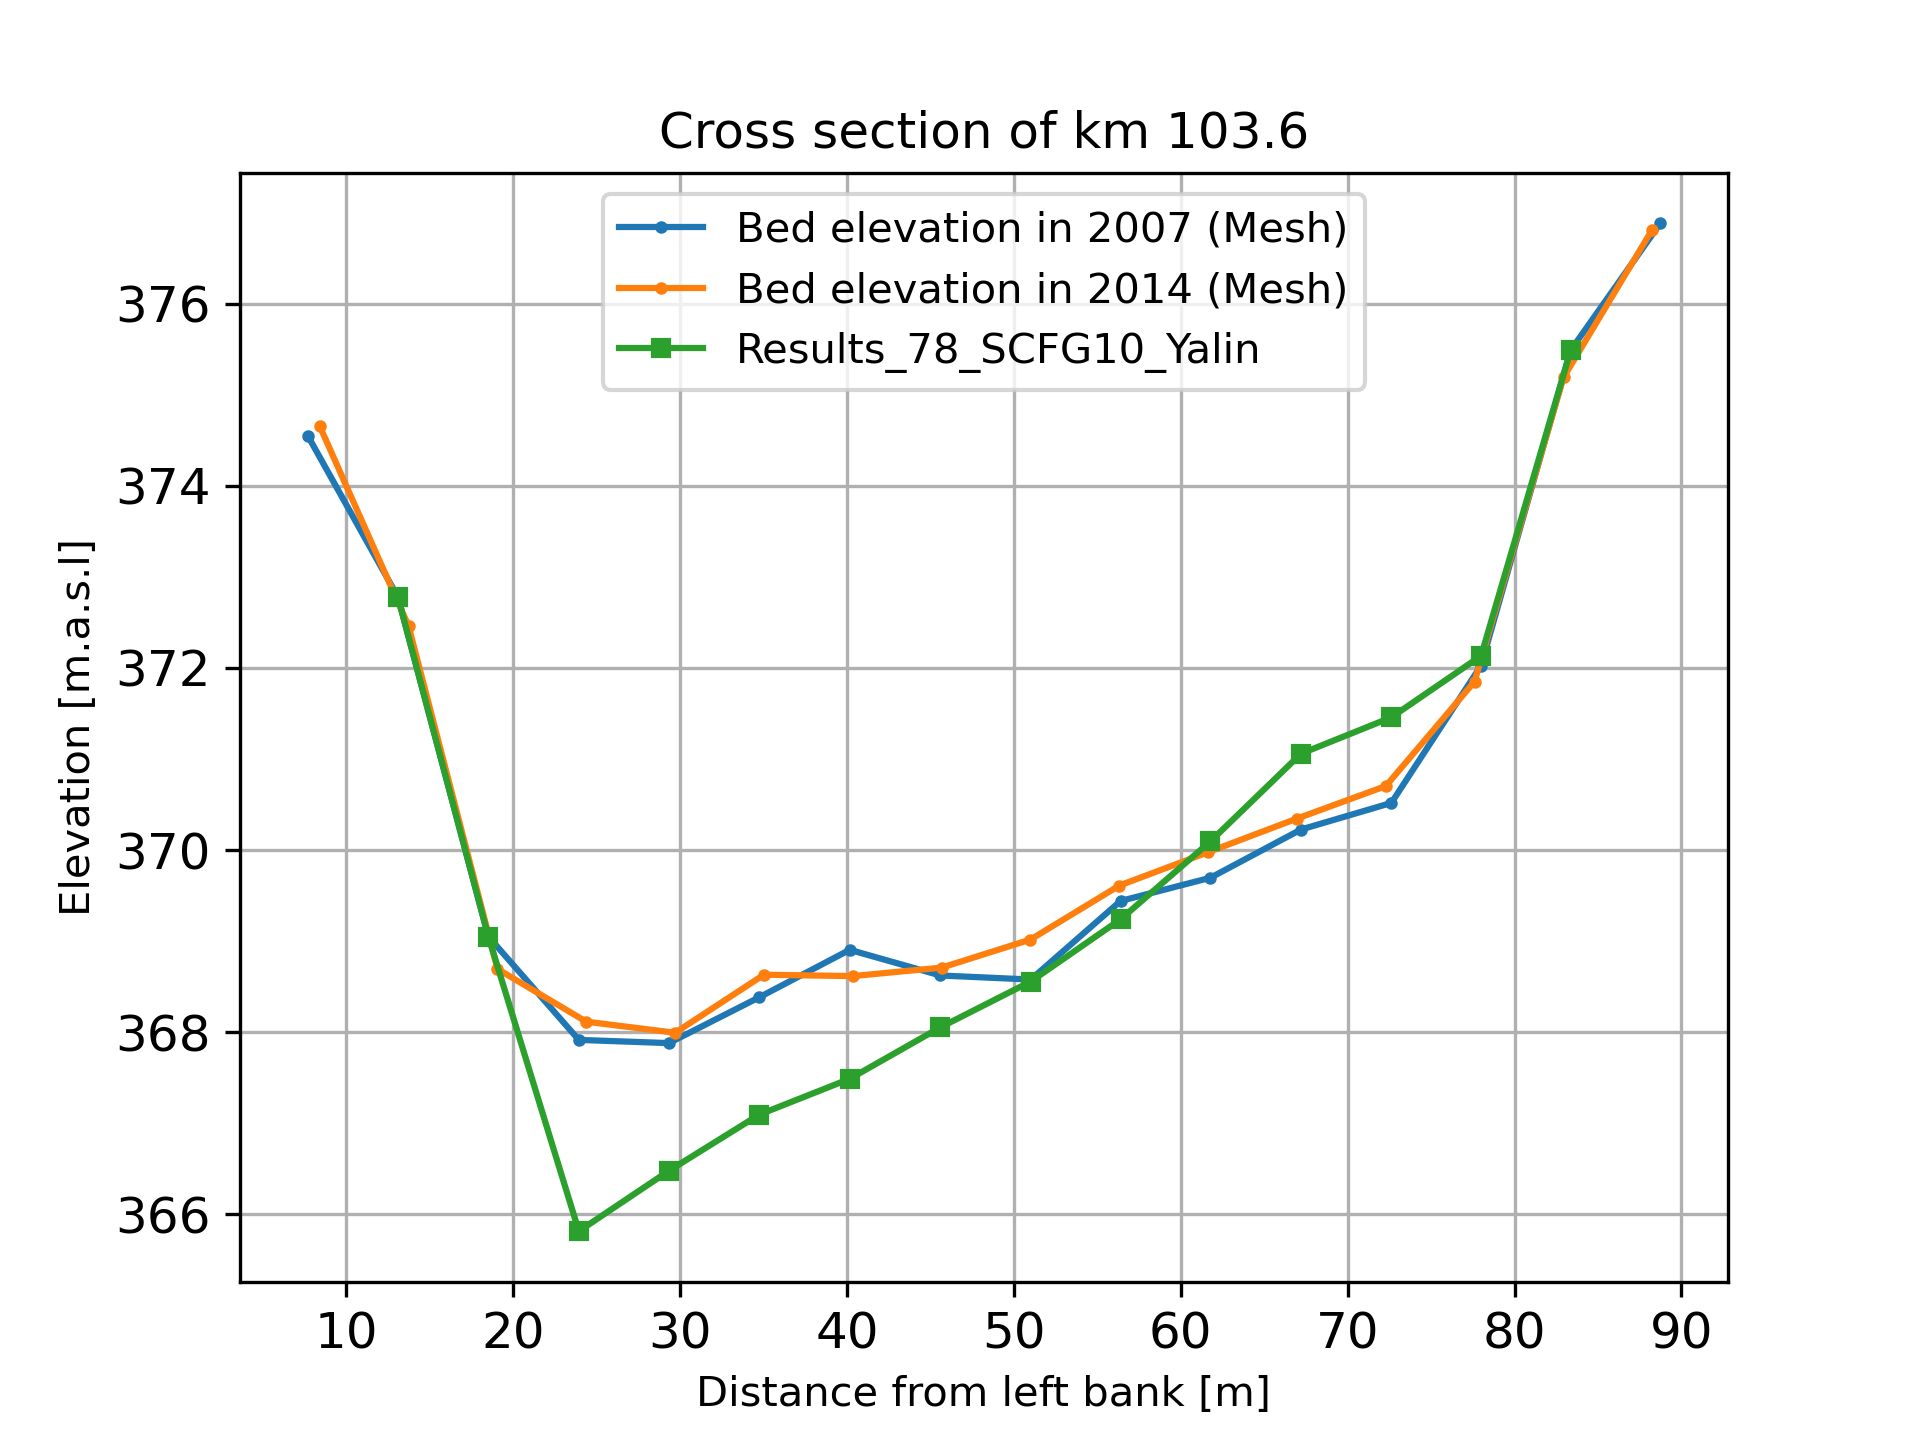 Cross section of km 103.6
Bed elevation in 2007 (Mesh)
Bed elevation in 2014 (Mesh)
Results_78_SCFG10_Yalin
Elevation [m.a.s.l]
376
374
372
370
368
366
10 20 30 40 50 60 70 80 90
Distance from left bank [m]